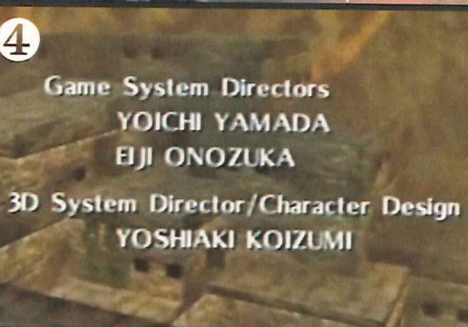 4
Game System Directors
YOICHI YAMADA
EIJI ONOZUKA
3D System Director/Character Design
YOSHIAKI KOIZUMI